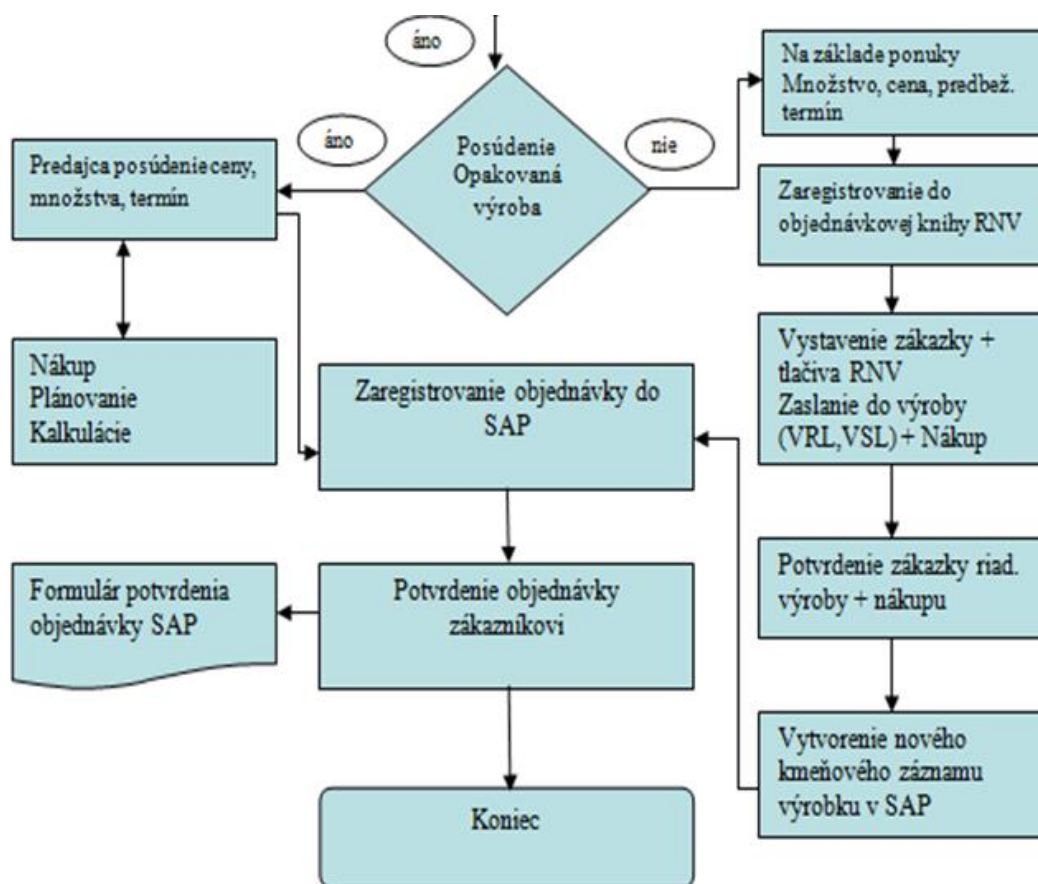 áno
Posúdenie
Opakovaná
výroba
áno
nie
Predajca posúdenie ceny,
množstva, termín
Nákup
Plánovanie
Kalkulácie
Na základe ponuky
Množstvo, cena, predbež.
termín
Zaregistrovanie do
objednávkovej knihy RNV
Vystavenie zákazky +
tlačiva RNV
Zaslanie do výroby
(VRL,VSL) + Nákup
Potvrdenie zákazky riad.
výroby + nákupu
Vytvorenie nového
kmeňového záznamu
výrobku v SAP
Zaregistrovanie objednávky do
SAP
Potvrdenie objednávky
zákazníkovi
Formulár potvrdenia
objednávky SAP
Koniec